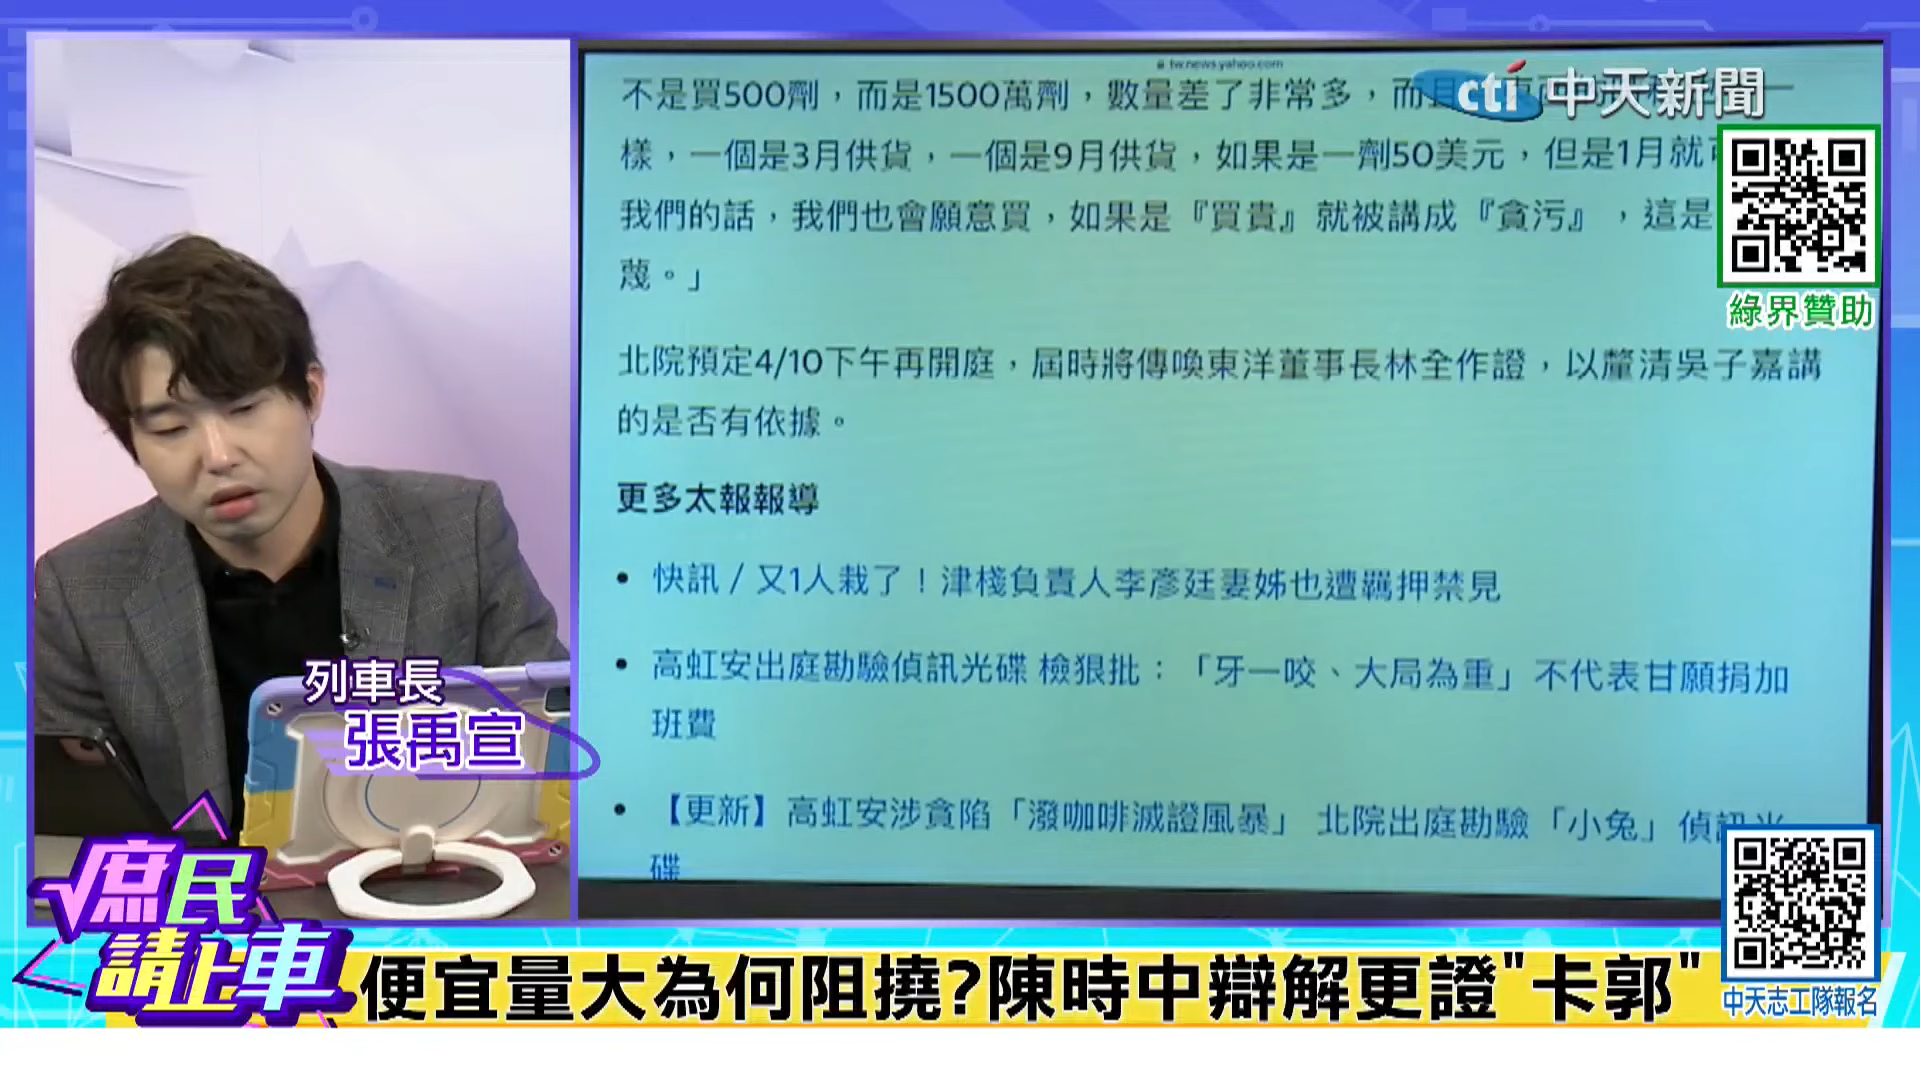 tw.news.yahoo.com
不是買500劑，而是1500萬劑，數量差了非常多，而且
cti 中天新聞
樣，一個是3月供貨，一個是9月供貨，如果是一劑50美元，但是1月就
我們的話，我們也會願意買，如果是『買貴』就被講成『貪污』，這是
蔑。」
綠界贊助
北院預定4/10下午再開庭，屆時將傳喚東洋董事長林全作證，以釐清吳子嘉講
的是否有依據。
更多太報報導
• 快訊／又1人栽了！津棧負責人李彥廷妻姊也遭羈押禁見
• 高虹安出庭勘驗偵訊光碟 檢狠批：「牙一咬、大局為重」不代表甘願捐加
班費
• 【更新】高虹安涉貪陷「潑咖啡滅證風暴」 北院出庭勘驗「小兔」偵訊光
碟
列車長
張禹宣
庶民
請上車
便宜量大為何阻撓?陳時中辯解更證"卡郭"
中天志工隊報名